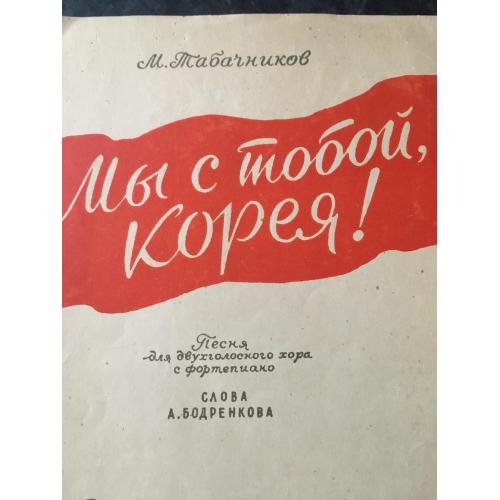 М. Табачников
Мы с тобой,
Корея!
Песня
для двухголосного хора
с фортепиано
СЛОВА
А. БОДРЕНКОВА